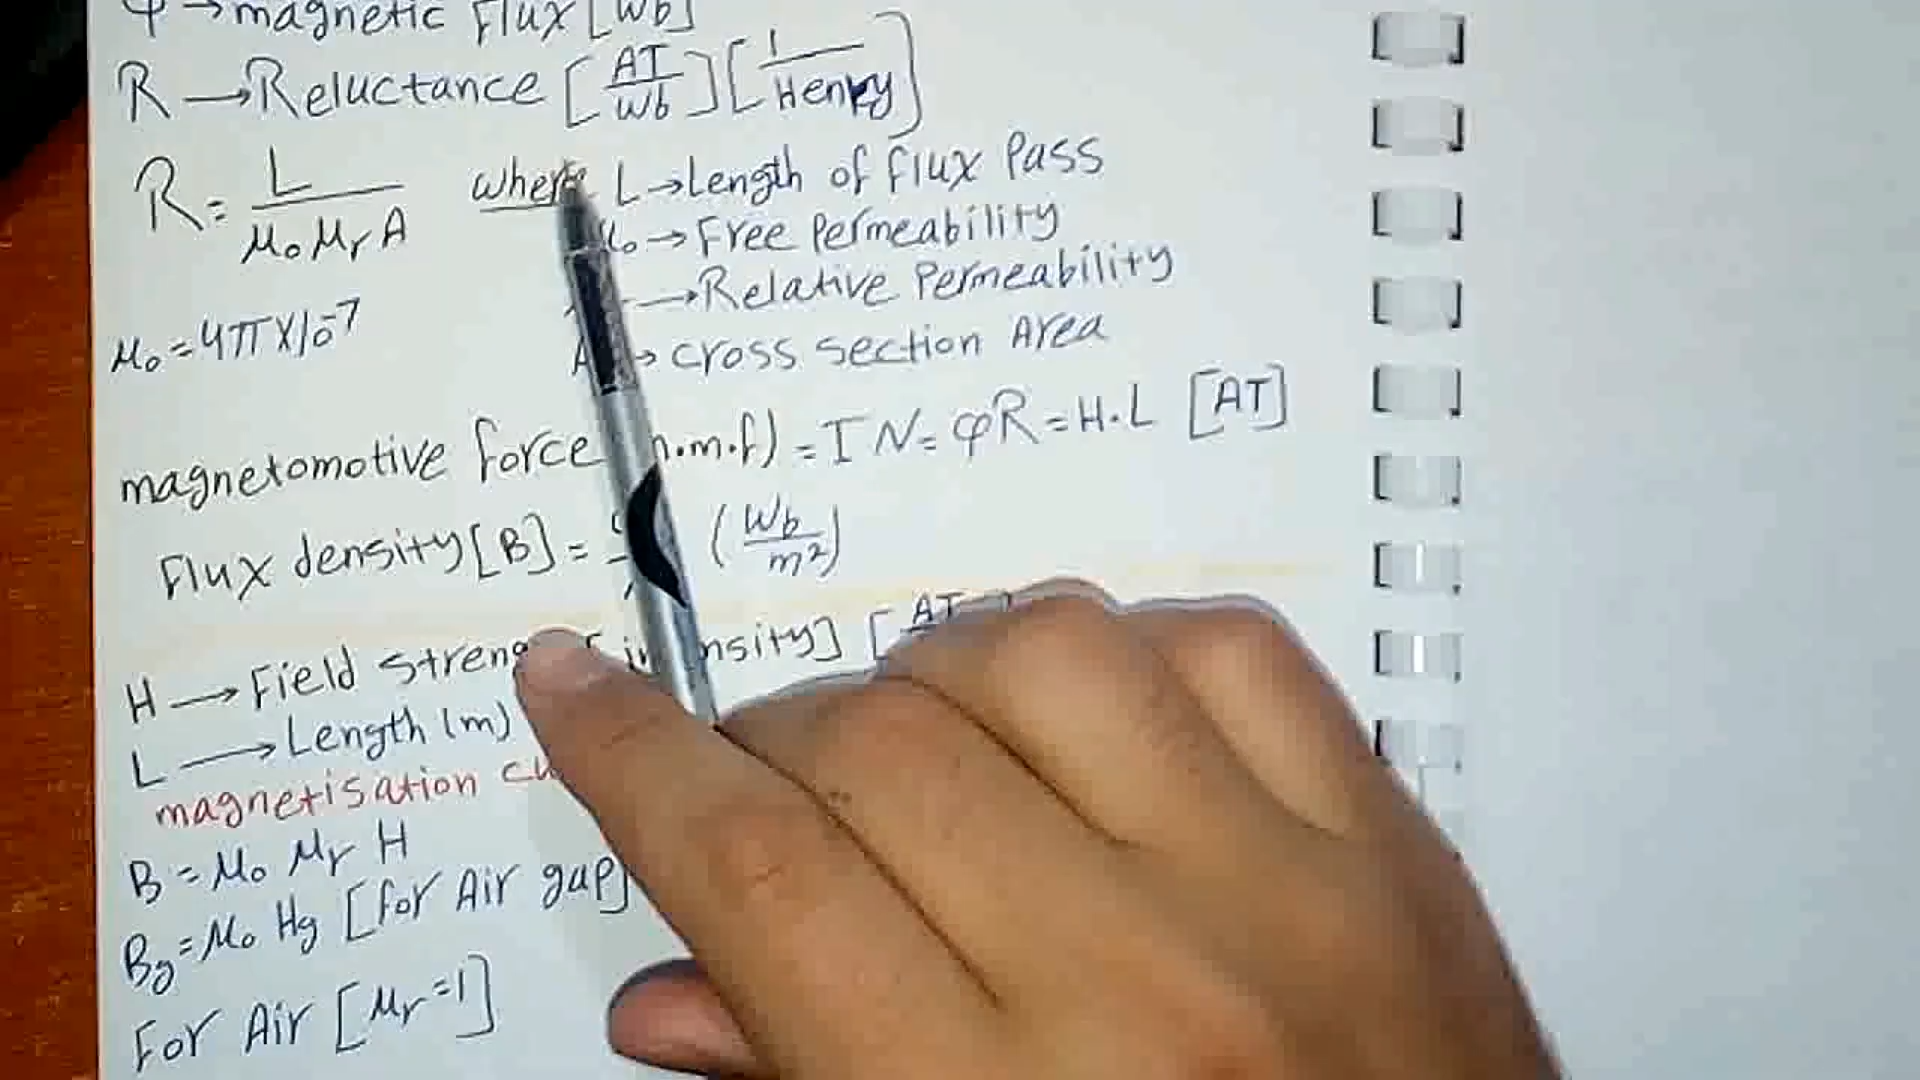 φ → magnetic Flux [Wb]
R → Reluctance [AT/Wb] [1/Henry]
R = L/μ₀μᵣA where L → Length of Flux Pass
μ₀ → Free Permeability
→ Relative Permeability
μ₀ = 4π×10⁻⁷ A → cross section Area
magnetomotive force m.m.f) = IN = φR = H·L [AT]
Flux density [B] = (Wb/m²)
H → Field [AT
L → Length (m)
magnetisation
B = μ₀ μᵣ H
Bg = μ₀ Hg [for Air gap]
For Air [μᵣ = 1]